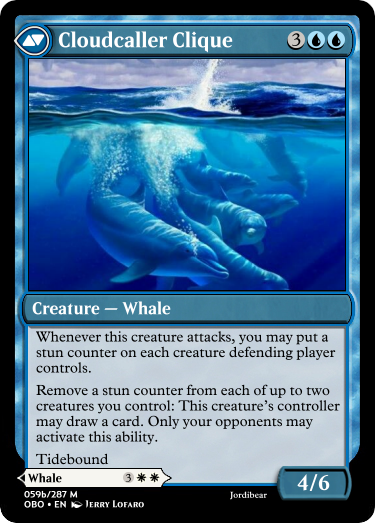 Cloudcaller Clique 3
Creature — Whale
Whenever this creature attacks, you may put a
stun counter on each creature defending player
controls.
Remove a stun counter from each of up to two
creatures you control: This creature's controller
may draw a card. Only your opponents may
activate this ability.
Tidebound
Whale 3
4/6
059b/287 M
OBO • EN Jerry Lofaro
Jordibear